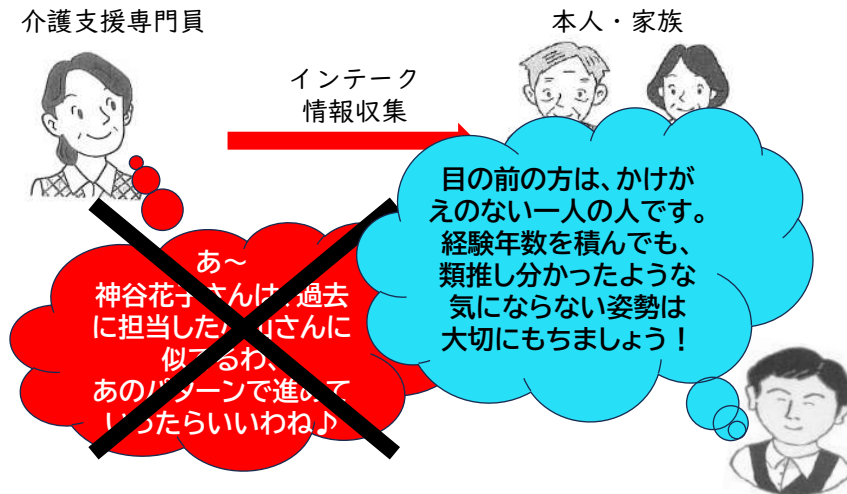 介護支援専門員
本人・家族
インテーク
情報収集
あ～
神谷花子さんは、過去
に担当した
さんに
似てるわ、
あのパターンで進めて
いったらいいわね♪
目の前の方は、かけが
えのない一人の人です。
経験年数を積んでも、
類推し分かったような
気にならない姿勢は
大切にもちましょう！